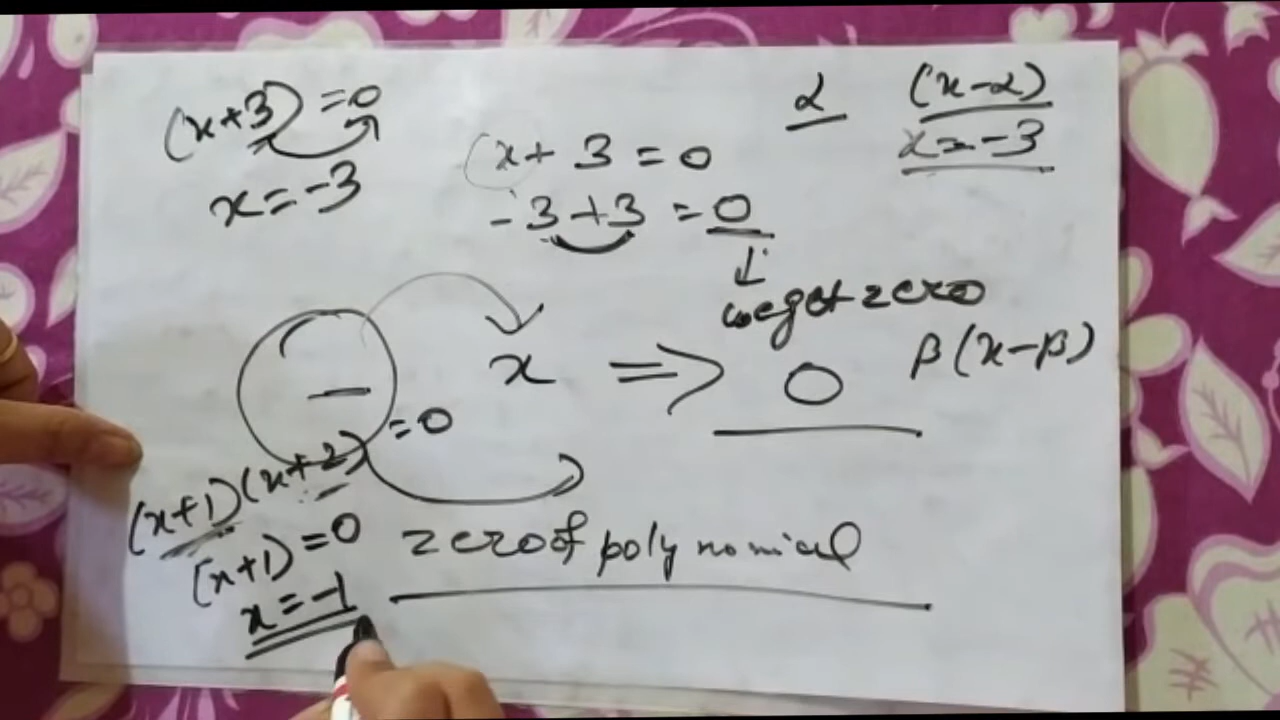 (x+3) =0
x=-3
(x+ 3 = 0
-3+3 = 0
↓
we get zero
α (x-α)
x=-3
x ⇒ 0
β(x-β)
(x+1)(x+2) =0
(x+1) =0
x=-1
zero of polynomial